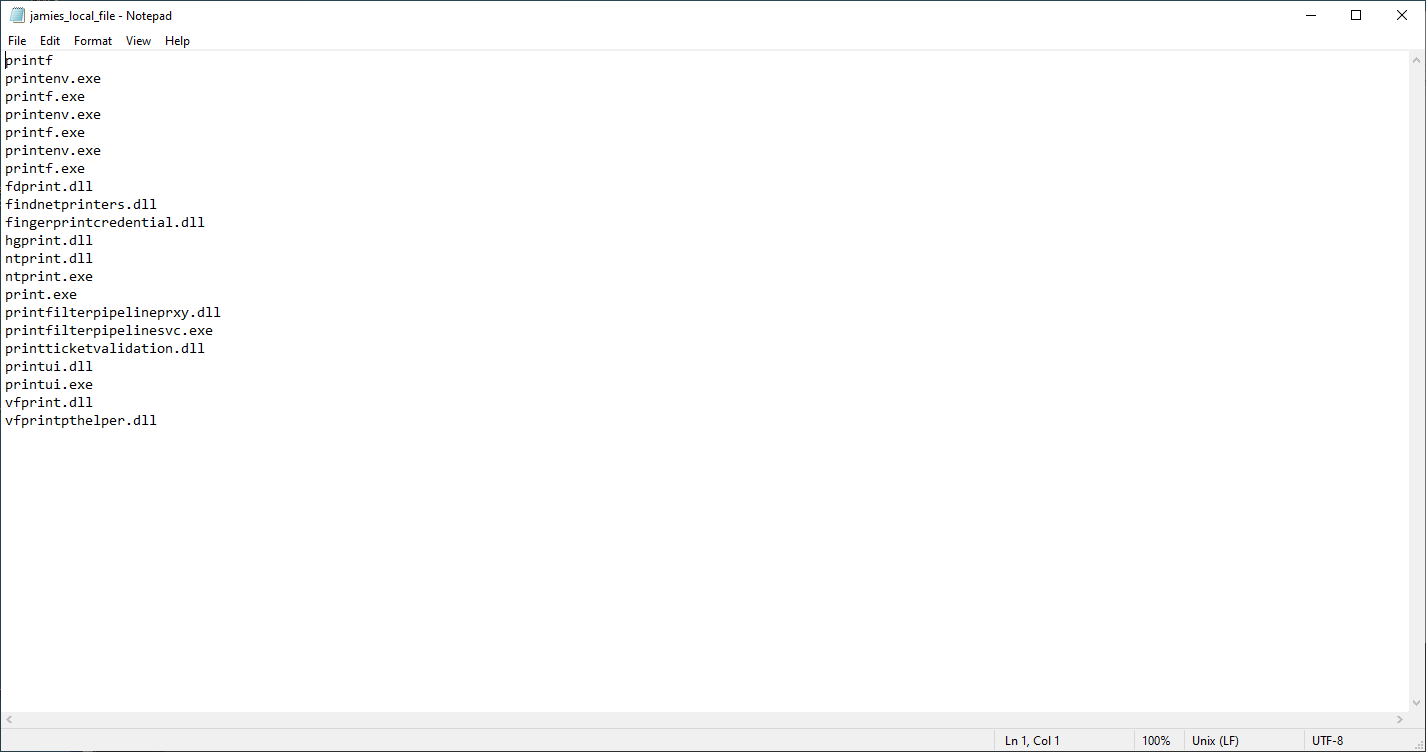 jamies_local_file - Notepad
File Edit Format View Help
printf
printenv.exe
printf.exe
printenv.exe
printf.exe
printenv.exe
printf.exe
fdprint.dll
findnetprinters.dll
fingerprintcredential.dll
hgprint.dll
ntprint.dll
ntprint.exe
print.exe
printfilterpipelineprxy.dll
printfilterpipelinesvc.exe
printticketvalidation.dll
printui.dll
printui.exe
vfprint.dll
vfprintpthelper.dll
Ln 1, Col 1 100% Unix (LF) UTF-8